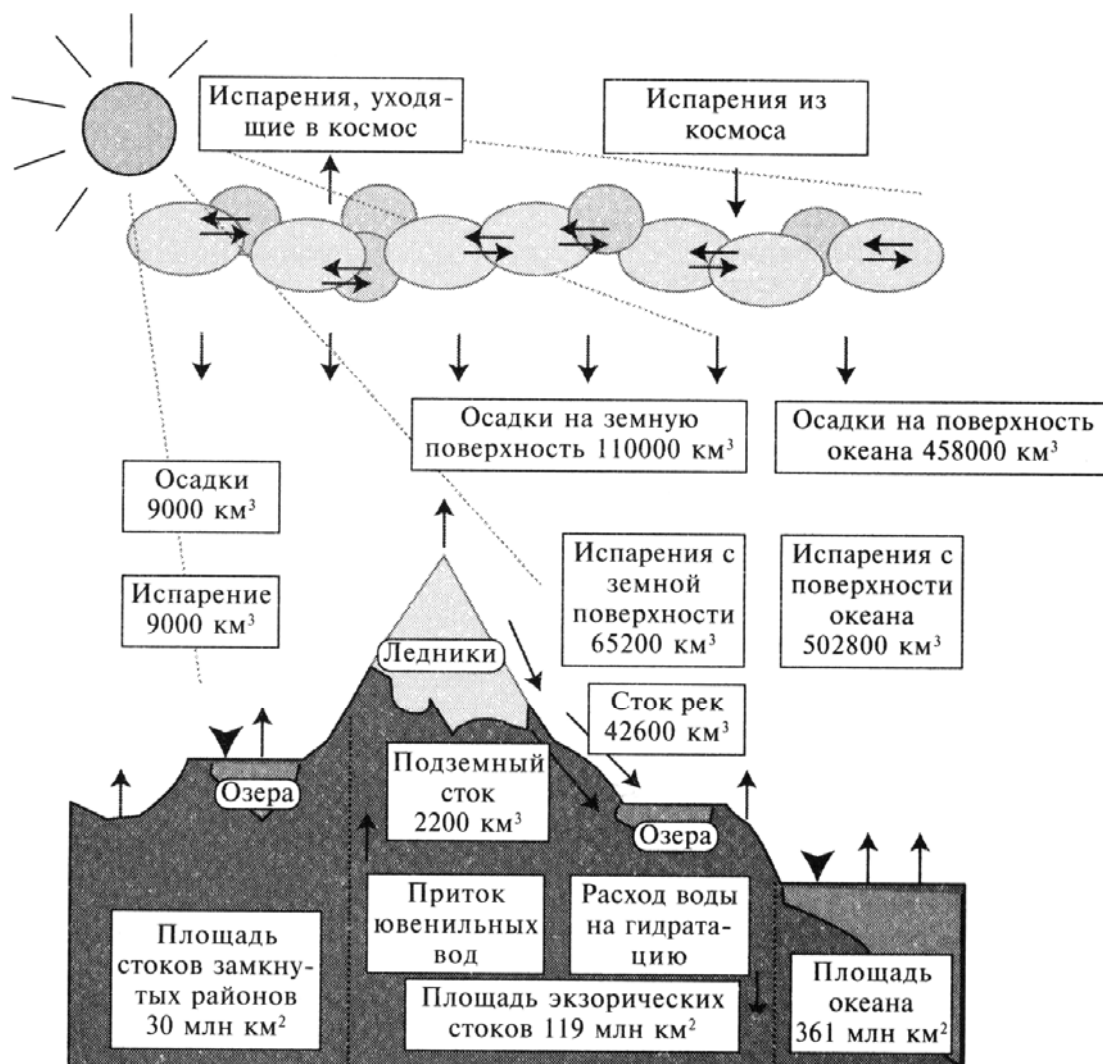 Испарения, уходя-
щие в космос
Испарения из
космоса
Осадки на земную
поверхность 110000 км³
Осадки на поверхность
океана 458000 км³
Осадки
9000 км³
Испарение
9000 км³
Испарения с
земной
поверхности
65200 км³
Испарения с
поверхности
океана
502800 км³
Ледники
Сток рек
42600 км³
Подземный
сток
2200 км³
Озера
Озера
Приток
ювенильных
вод
Расход воды
на гидрата-
цию
Площадь
стоков замкну-
тых районов
30 млн км²
Площадь экзорических
стоков 119 млн км²
Площадь
океана
361 млн км²